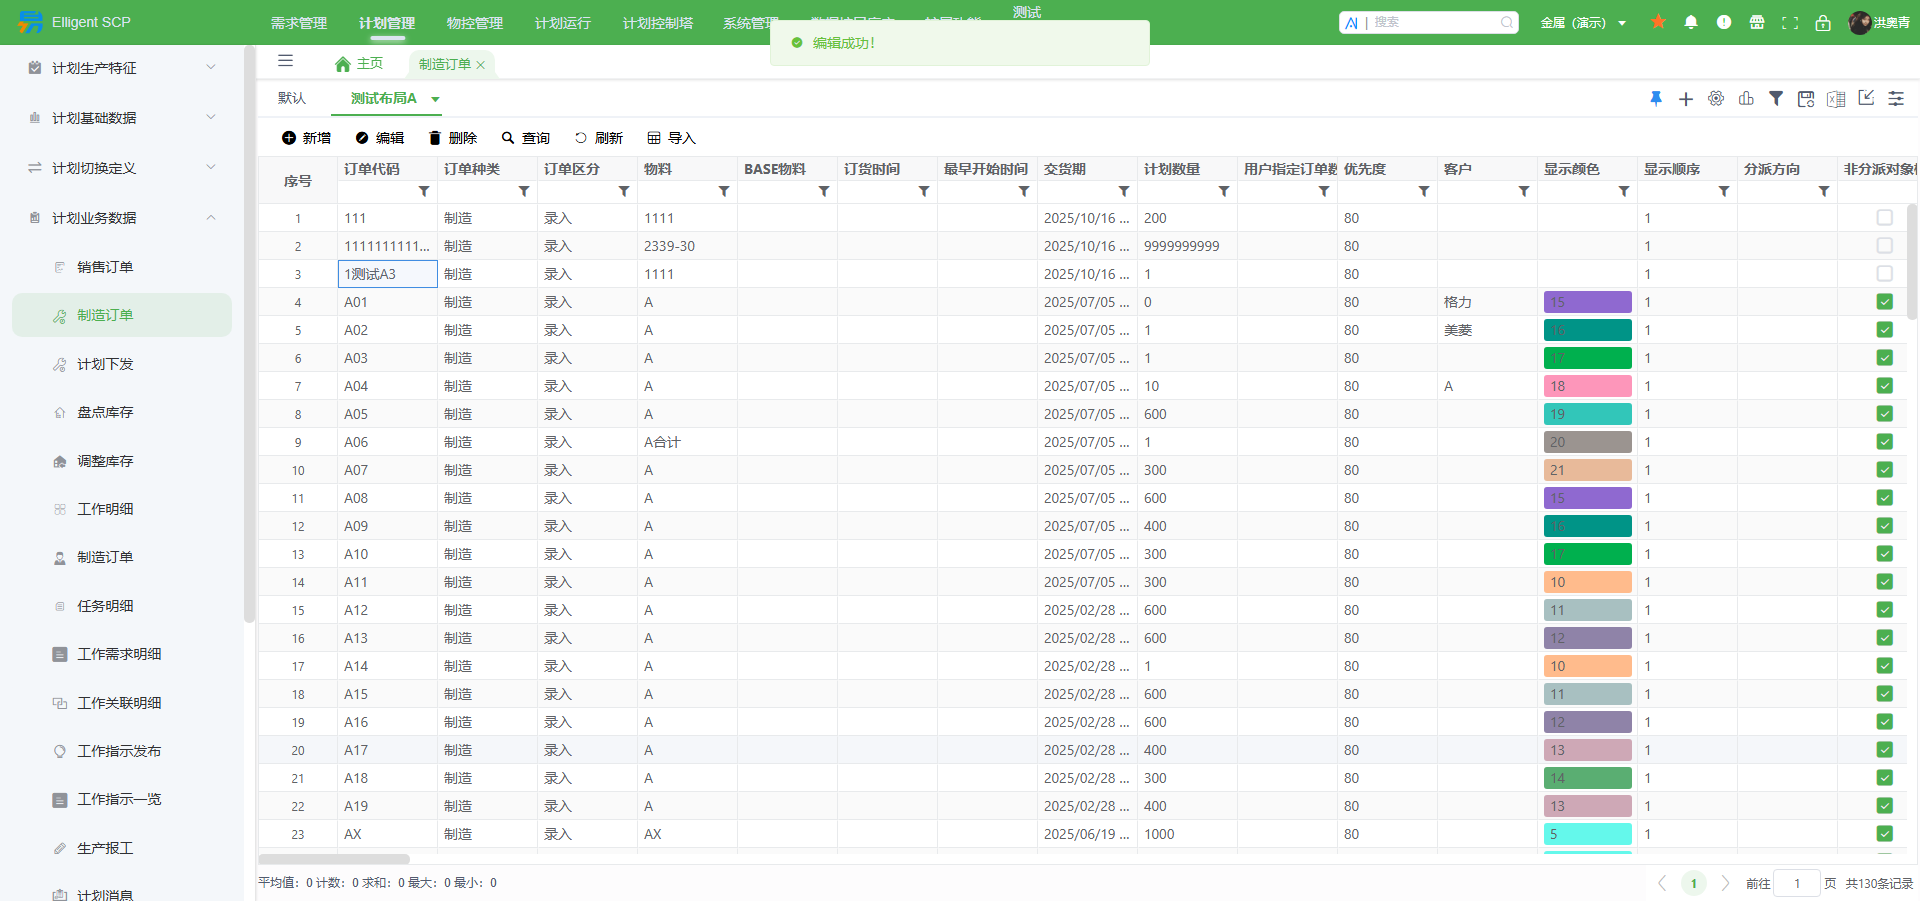 Elligent SCP
需求管理 计划管理 物控管理 计划运行 计划控制塔 系统管理
测试
AI | 搜索
金属（演示）
洪奥青
编辑成功！
主页 制造订单
默认 测试布局A
新增 编辑 删除 查询 刷新 导入
计划生产特征
计划基础数据
计划切换定义
计划业务数据
销售订单
制造订单
计划下发
盘点库存
调整库存
工作明细
制造订单
任务明细
工作需求明细
工作关联明细
工作指示发布
工作指示一览
生产报工
计划消息
序号 订单代码 订单种类 订单区分 物料 BASE物料 订货时间 最早开始时间 交货期 计划数量 用户指定订单数 优先度 客户 显示颜色 显示顺序 分派方向 非分派对象
1 111 制造 录入 1111 2025/10/16 ... 200 80 1
2 1111111111... 制造 录入 2339-30 2025/10/16 ... 9999999999 80 1
3 1测试A3 制造 录入 1111 2025/10/16 ... 1 80 1
4 A01 制造 录入 A 2025/07/05 ... 0 80 格力 15 1
5 A02 制造 录入 A 2025/07/05 ... 1 80 美菱 16 1
6 A03 制造 录入 A 2025/07/05 ... 1 80 17 1
7 A04 制造 录入 A 2025/07/05 ... 10 80 A 18 1
8 A05 制造 录入 A 2025/07/05 ... 600 80 19 1
9 A06 制造 录入 A合计 2025/07/05 ... 1 80 20 1
10 A07 制造 录入 A 2025/07/05 ... 300 80 21 1
11 A08 制造 录入 A 2025/07/05 ... 600 80 15 1
12 A09 制造 录入 A 2025/07/05 ... 400 80 16 1
13 A10 制造 录入 A 2025/07/05 ... 300 80 17 1
14 A11 制造 录入 A 2025/07/05 ... 300 80 10 1
15 A12 制造 录入 A 2025/02/28 ... 600 80 11 1
16 A13 制造 录入 A 2025/02/28 ... 600 80 12 1
17 A14 制造 录入 A 2025/02/28 ... 1 80 10 1
18 A15 制造 录入 A 2025/02/28 ... 600 80 11 1
19 A16 制造 录入 A 2025/02/28 ... 600 80 12 1
20 A17 制造 录入 A 2025/02/28 ... 400 80 13 1
21 A18 制造 录入 A 2025/02/28 ... 300 80 14 1
22 A19 制造 录入 A 2025/02/28 ... 400 80 13 1
23 AX 制造 录入 AX 2025/06/19 ... 1000 80 5 1
平均值：0 计数：0 求和：0 最大：0 最小：0
1 前往 1 页 共130条记录